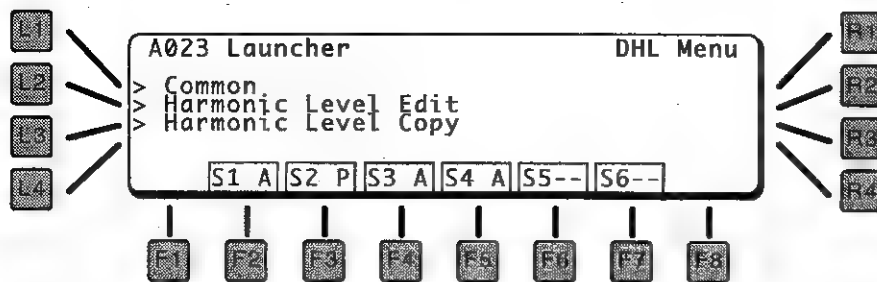 L1
R1
A023 Launcher DHL Menu
L2
R2
> Common
> Harmonic Level Edit
L3
R3
> Harmonic Level Copy
L4
R4
S1 A S2 P S3 A S4 A S5-- S6--
F1 F2 F3 F4 F5 F6 F7 F8